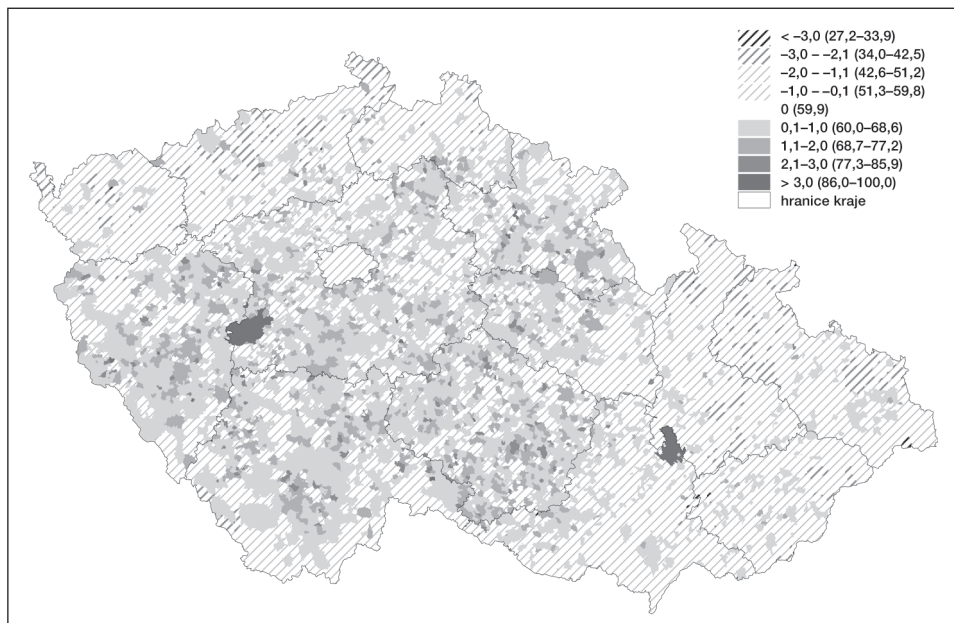 < –3,0 (27,2–33,9)
–3,0 – –2,1 (34,0–42,5)
–2,0 – –1,1 (42,6–51,2)
–1,0 – –0,1 (51,3–59,8)
0 (59,9)
0,1–1,0 (60,0–68,6)
1,1–2,0 (68,7–77,2)
2,1–3,0 (77,3–85,9)
> 3,0 (86,0–100,0)
hranice kraje